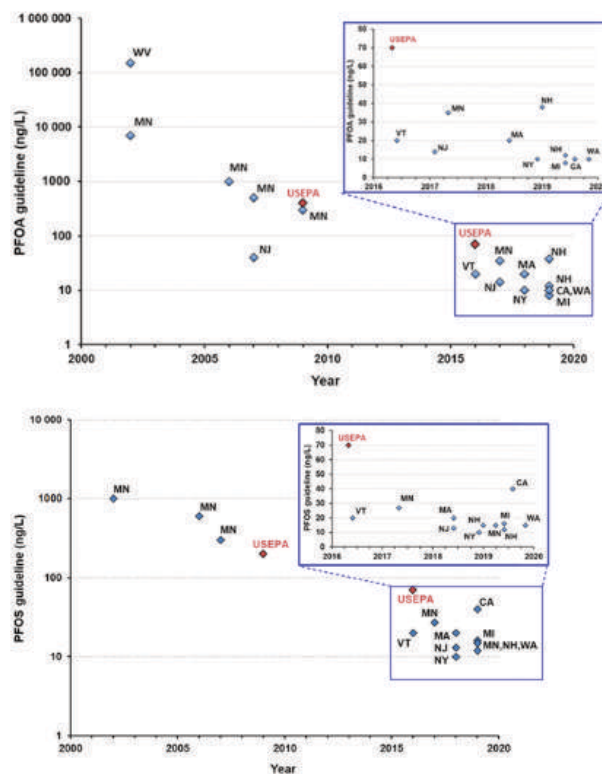 1 000 000
100 000
10 000
1000
100
10
1
PFOA guideline (ng/L)
2000 2005 2010 2015 2020
Year
WV
MN
MN
MN
USEPA
MN
NJ
USEPA
MN NH
VT MA
NJ NY
NH
CA,WA
MI
PFOA guideline (ng/L)
80
70
60
50
40
30
20
10
0
2016 2017 2018 2019 2020
USEPA
MN NH
VT MA
NJ NH WA
NY MI CA
10 000
1000
100
10
1
PFOS guideline (ng/L)
2000 2005 2010 2015 2020
Year
MN
MN
MN
USEPA
USEPA
MN CA
VT MA MI
NJ MN,NH,WA
NY
PFOS guideline (ng/L)
80
70
60
50
40
30
20
10
0
2016 2017 2018 2019 2020
USEPA
CA
VT MN MA MI
NJ NH WA
NY MN NH